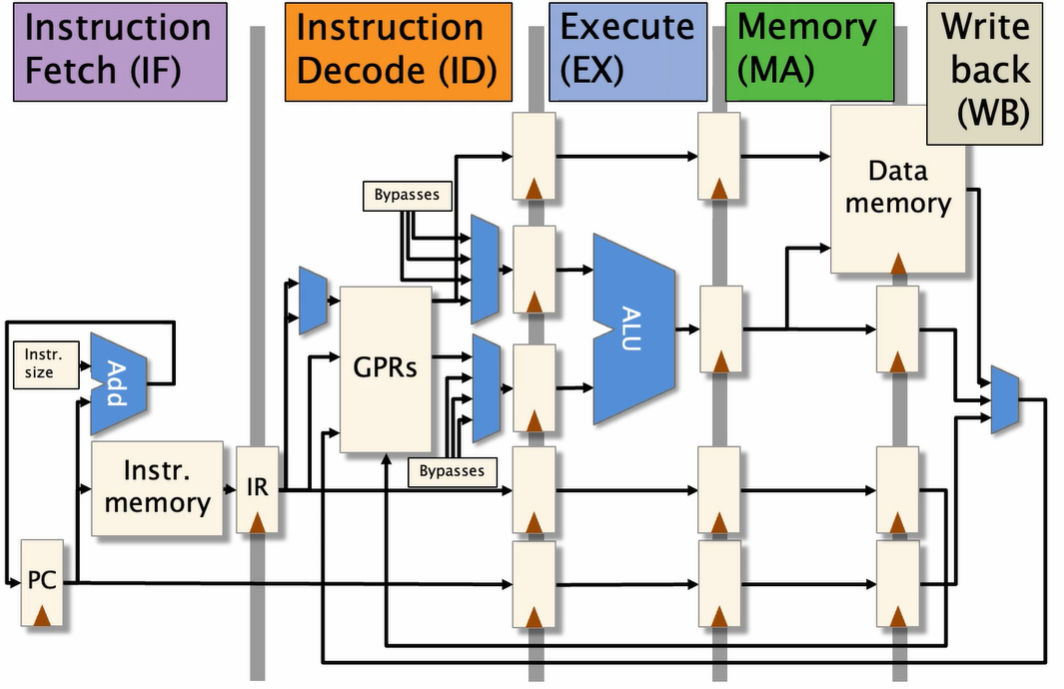 Instruction
Fetch (IF)
Instruction
Decode (ID)
Execute
(EX)
Memory
(MA)
Write
back
(WB)
Data
memory
Bypasses
ALU
GPRs
Instr.
size
Add
Bypasses
Instr.
memory
IR
PC